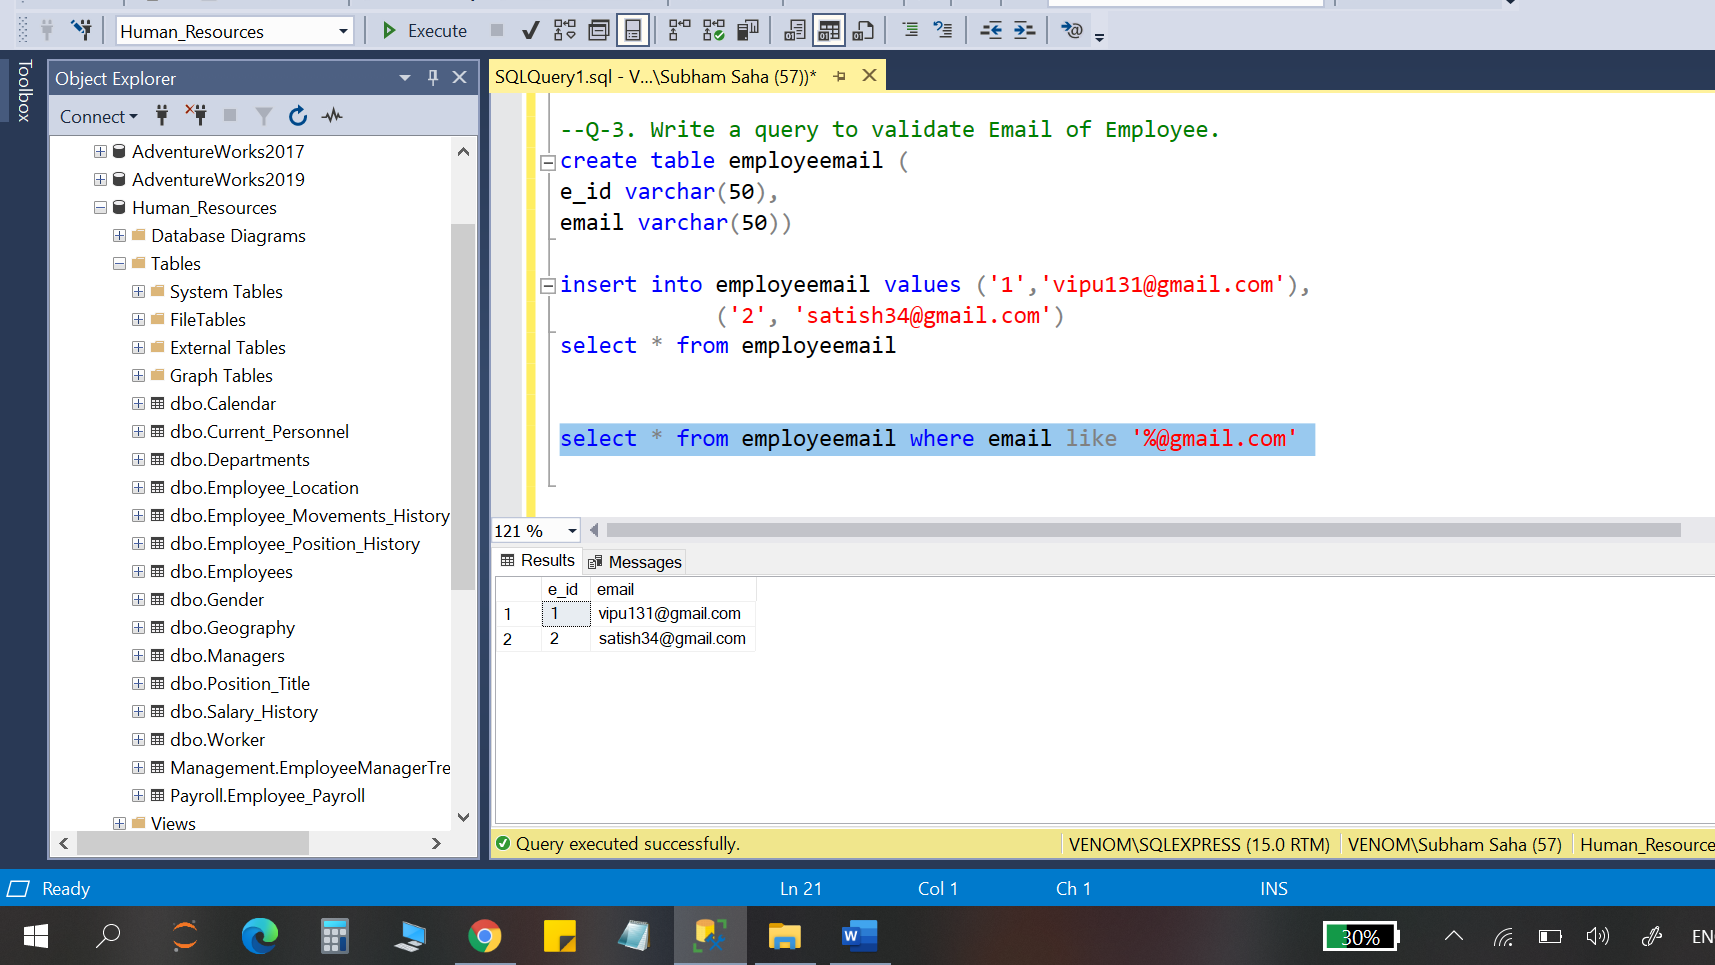 Human_Resources
Execute
Toolbox
Object Explorer
SQLQuery1.sql - V...\Subham Saha (57))*
Connect
AdventureWorks2017
AdventureWorks2019
Human_Resources
Database Diagrams
Tables
System Tables
FileTables
External Tables
Graph Tables
dbo.Calendar
dbo.Current_Personnel
dbo.Departments
dbo.Employee_Location
dbo.Employee_Movements_History
dbo.Employee_Position_History
dbo.Employees
dbo.Gender
dbo.Geography
dbo.Managers
dbo.Position_Title
dbo.Salary_History
dbo.Worker
Management.EmployeeManagerTre
Payroll.Employee_Payroll
Views
--Q-3. Write a query to validate Email of Employee.
create table employeemail (
e_id varchar(50),
email varchar(50))
insert into employeemail values ('1','vipu131@gmail.com'),
('2', 'satish34@gmail.com')
select * from employeemail
select * from employeemail where email like '%@gmail.com'
121 %
Results Messages
e_id email
1 1 vipu131@gmail.com
2 2 satish34@gmail.com
Query executed successfully. VENOM\SQLEXPRESS (15.0 RTM) VENOM\Subham Saha (57) Human_Resource
Ready Ln 21 Col 1 Ch 1 INS
W 30% EN